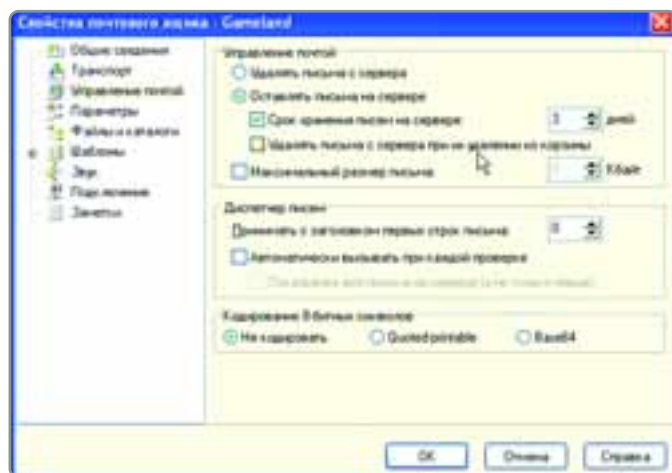 Свойства почтового ящика - Gameland
Общие сведения
Транспорт
Управление почтой
Параметры
Файлы и каталоги
Шаблоны
Звук
Подключение
Заметки
Управление почтой
Удалять письма с сервера
Оставлять письма на сервере
Срок хранения писем на сервере 3 дней
Удалять письма с сервера при их удалении из корзины
Максимальный размер письма Кбайт
Диспетчер писем
Принимать с заголовком первых строк письма 0
Автоматически вызывать при каждой проверке
Кодирование 8-битных символов
Не кодировать Quoted-printable Base64
OK Отмена Справка